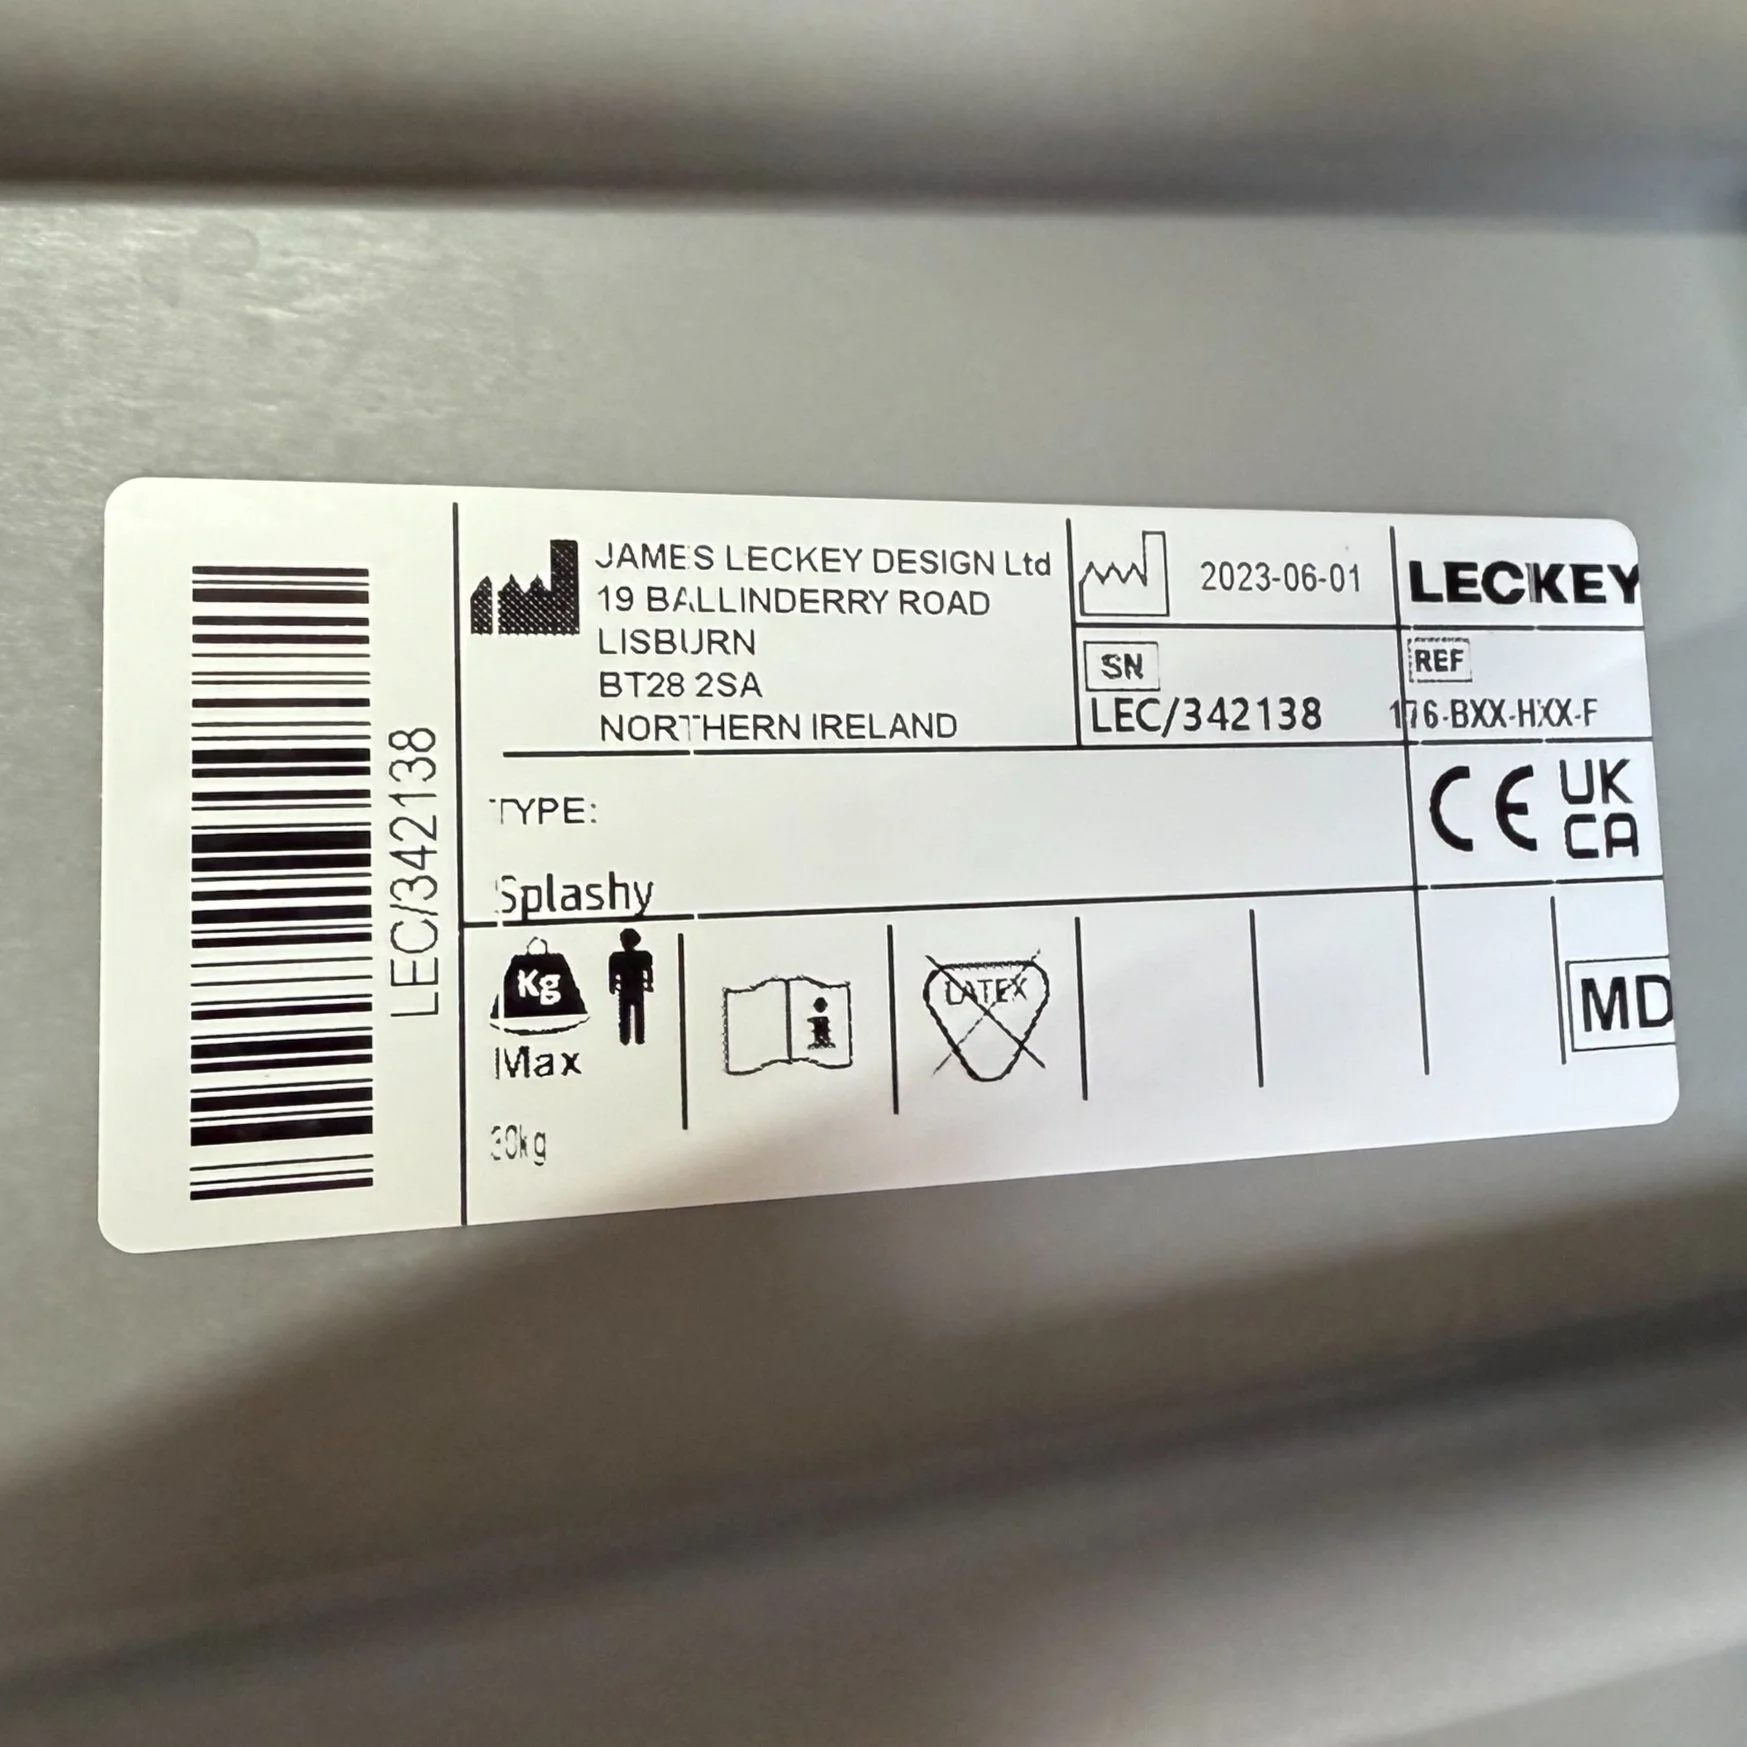 LEC/342138
JAMES LECKEY DESIGN Ltd
19 BALLINDERRY ROAD
LISBURN
BT28 2SA
NORTHERN IRELAND
2023-06-01
LECKEY
SN
LEC/342138
REF
176-BXX-HXX-F
TYPE:
Splashy
CE
UK
CA
Kg
Max
30kg
i
LATEX
MD